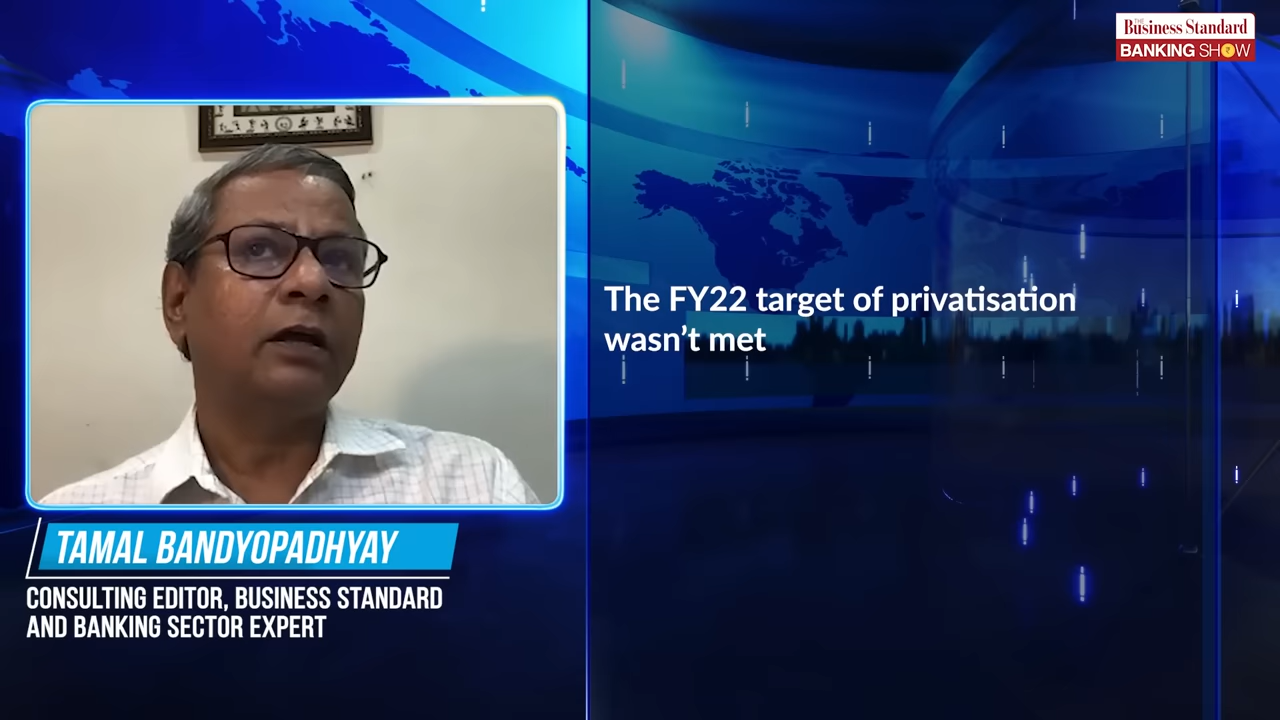 THE
Business Standard
BANKING SHOW
The FY22 target of privatisation
wasn't met
TAMAL BANDYOPADHYAY
CONSULTING EDITOR, BUSINESS STANDARD
AND BANKING SECTOR EXPERT